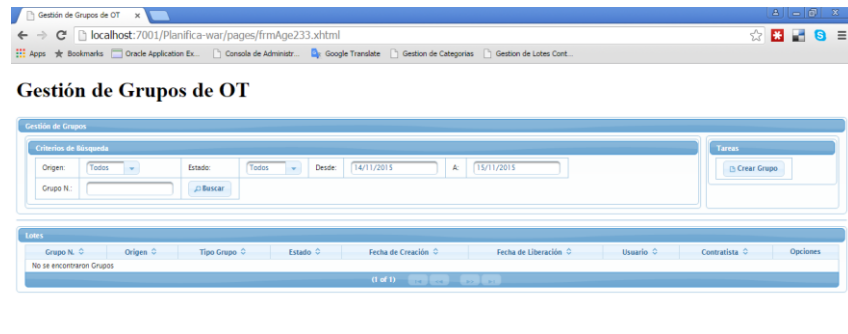 Gestión de Grupos de OT
localhost:7001/Planifica-war/pages/frmAge233.xhtml
Apps Bookmarks Oracle Application Ex... Consola de Administr... Google Translate Gestion de Categorias Gestion de Lotes Cont...
Gestión de Grupos de OT
Gestión de Grupos
Criterios de Búsqueda
Tareas
Origen: Todos Estado: Todos Desde: 14/11/2015 A: 15/11/2015
Crear Grupo
Grupo N.: Buscar
Lotes
Grupo N. Origen Tipo Grupo Estado Fecha de Creación Fecha de Liberación Usuario Contratista Opciones
No se encontraron Grupos
(1 of 1)